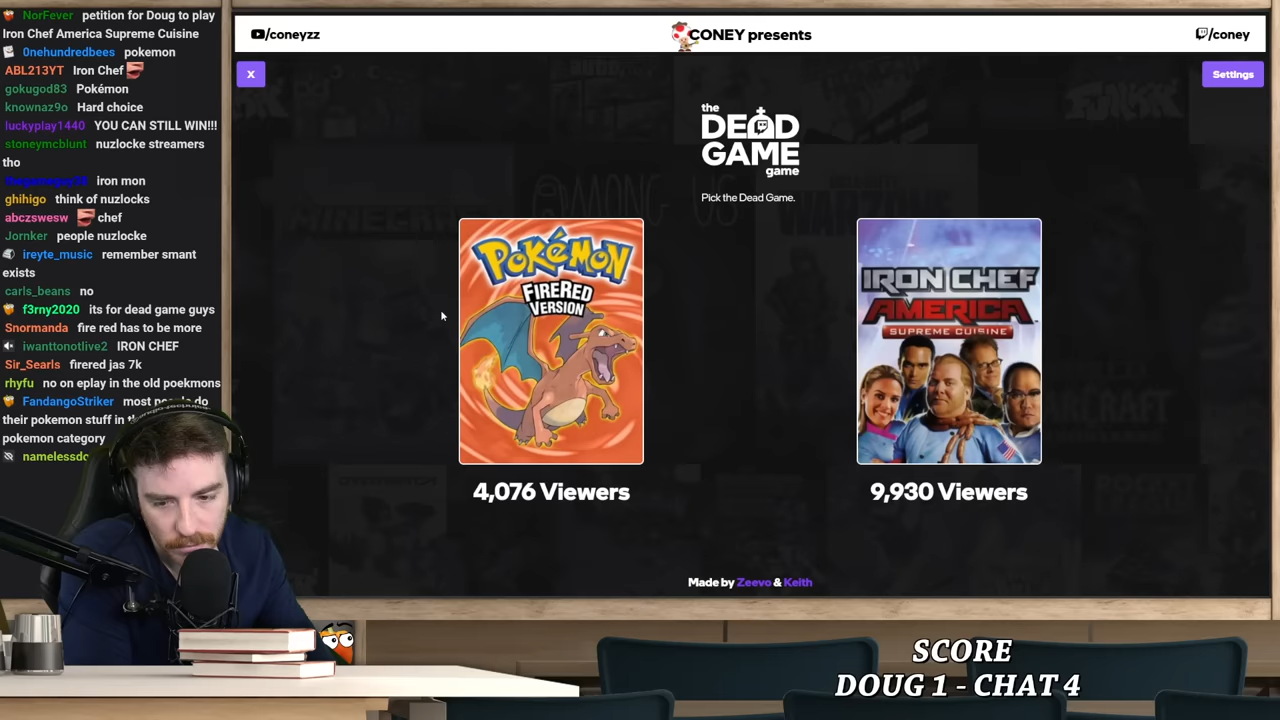 NorFever petition for Doug to play
Iron Chef America Supreme Cuisine
0nehundredbees pokemon
ABL213YT Iron Chef
gokugod83 Pokémon
knownaz9o Hard choice
luckyplay1440 YOU CAN STILL WIN!!!
stoneymcblunt nuzlocke streamers
tho
iron mon
ghihigo think of nuzlocks
abczswesw chef
Jornker people nuzlocke
ireyte_music remember smant
exists
carls_beans no
f3rny2020 its for dead game guys
Snormanda fire red has to be more
iwanttonotlive2 IRON CHEF
Sir_Searls firered jas 7k
rhyfu no on eplay in the old poekmons
FandangoStriker most people do
their pokemon stuff in
pokemon category
/coneyzz
CONEY presents
/coney
X
Settings
the
DEAD
GAME
game
Pick the Dead Game.
POKéMON
FIRERED
VERSION
IRON CHEF
AMERICA
SUPREME CUISINE
4,076 Viewers
9,930 Viewers
Made by Zeevo & Keith
SCORE
DOUG 1 - CHAT 4